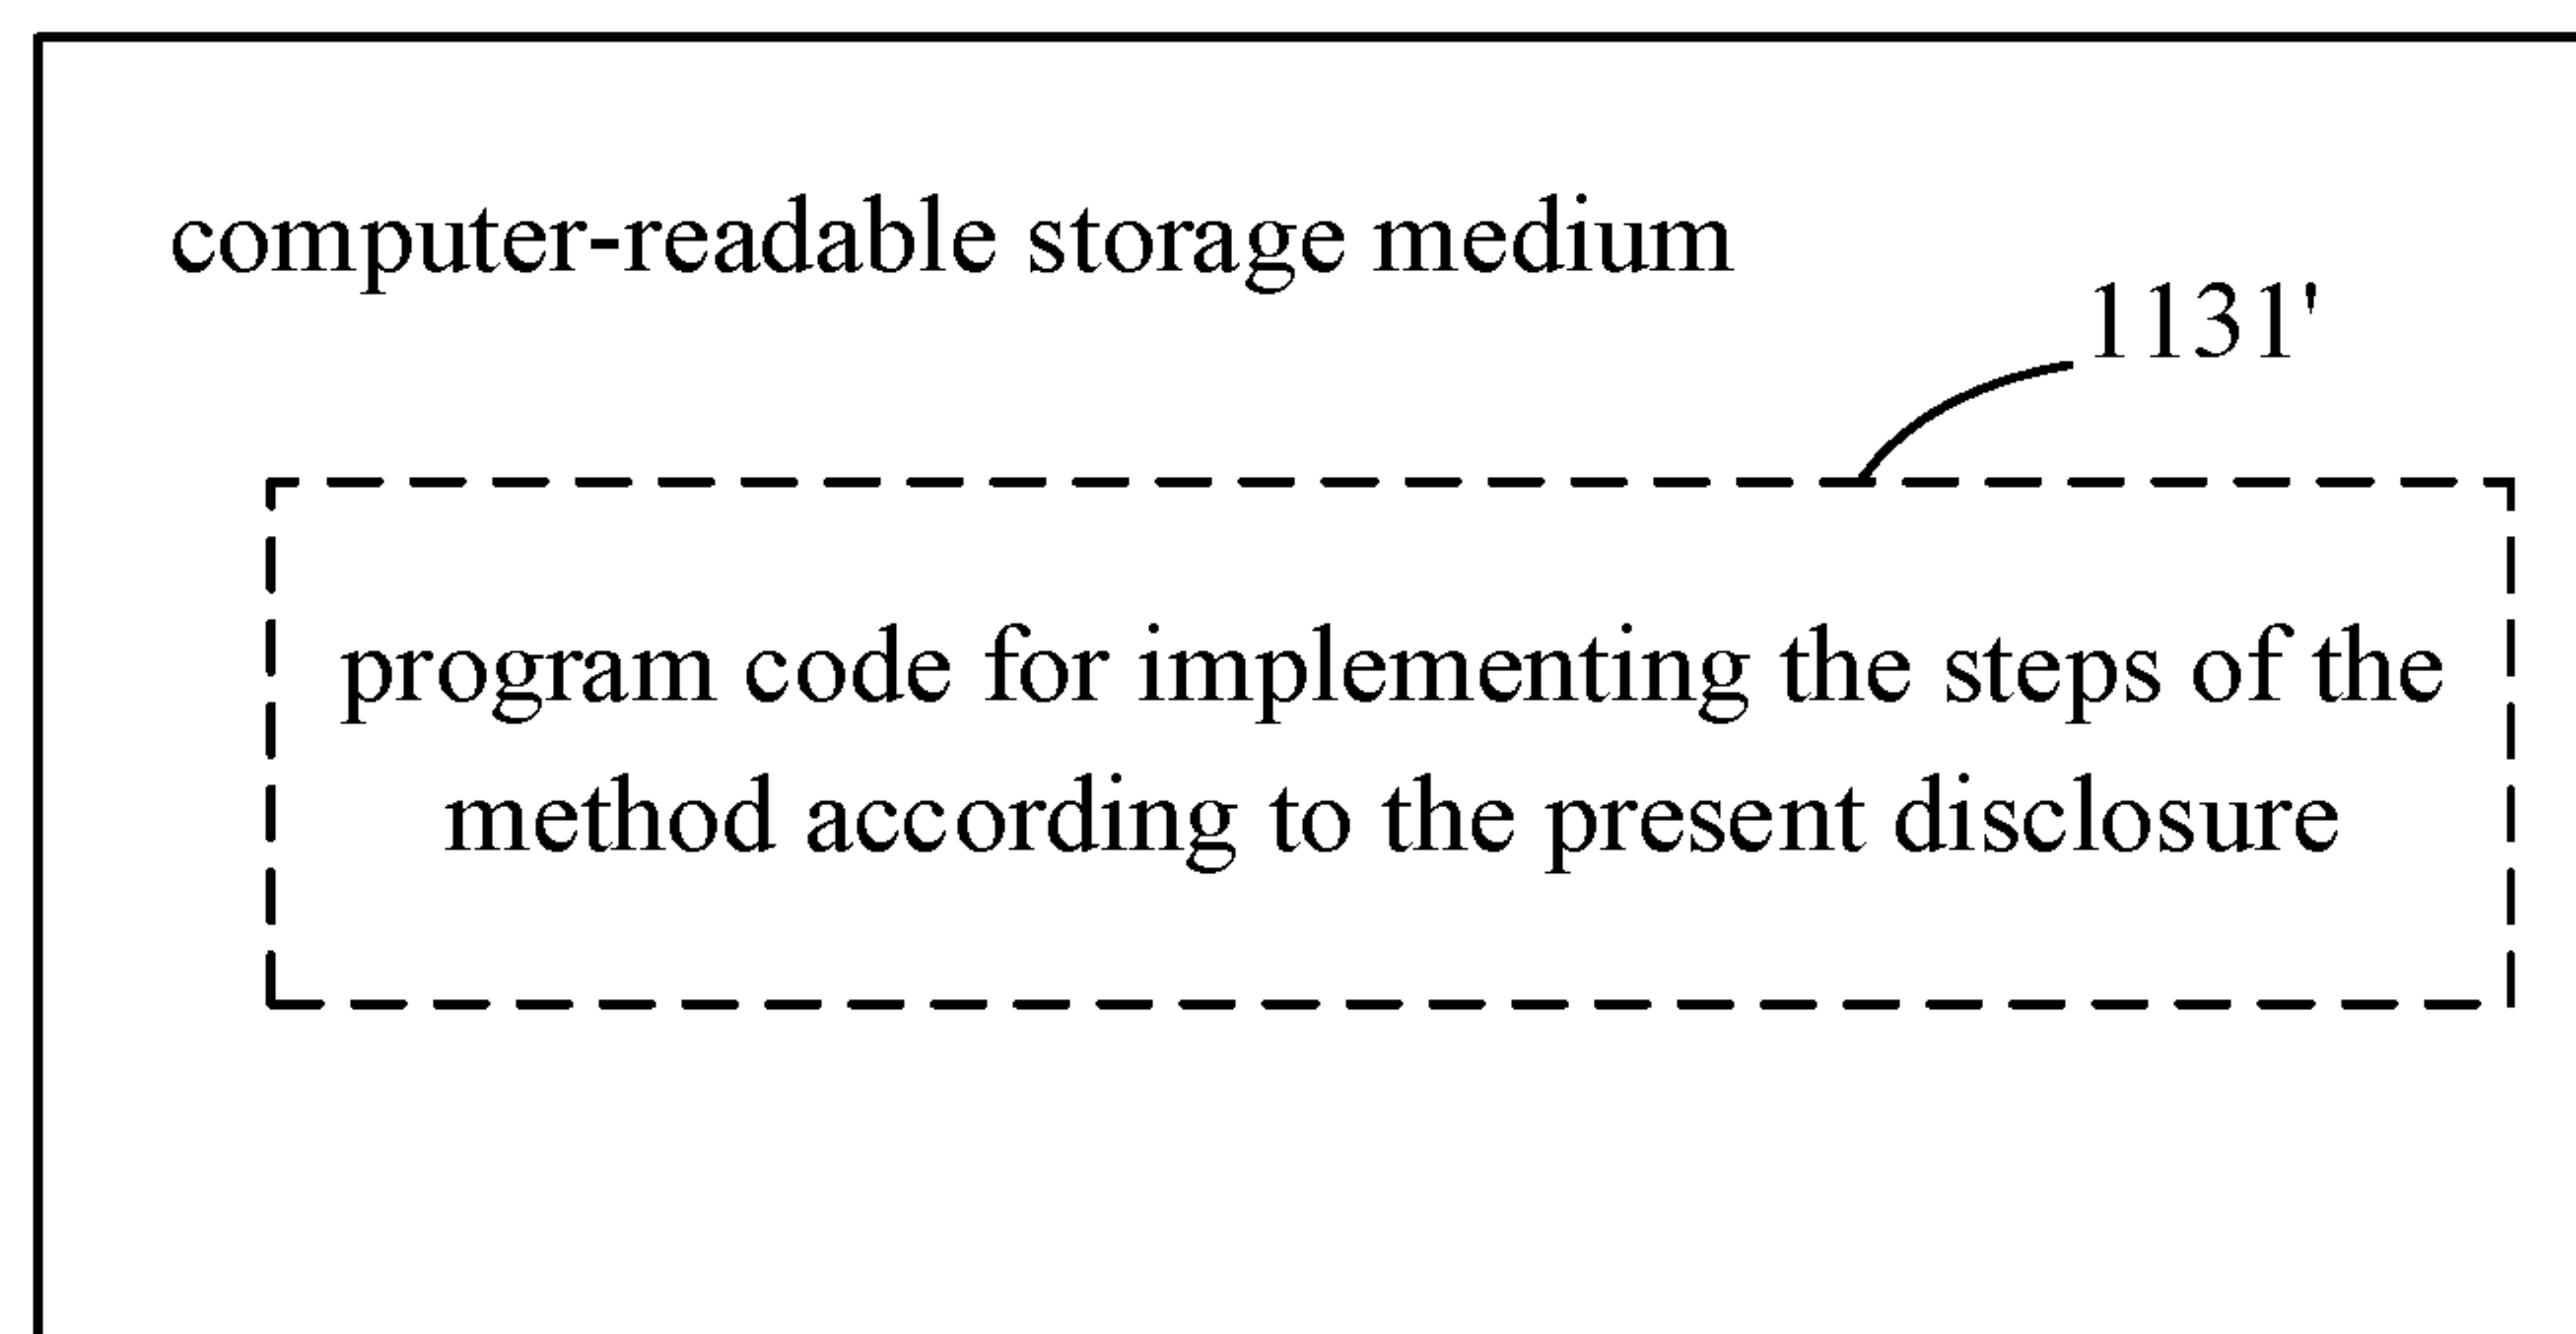 computer-readable storage medium
1131'
program code for implementing the steps of the
method according to the present disclosure